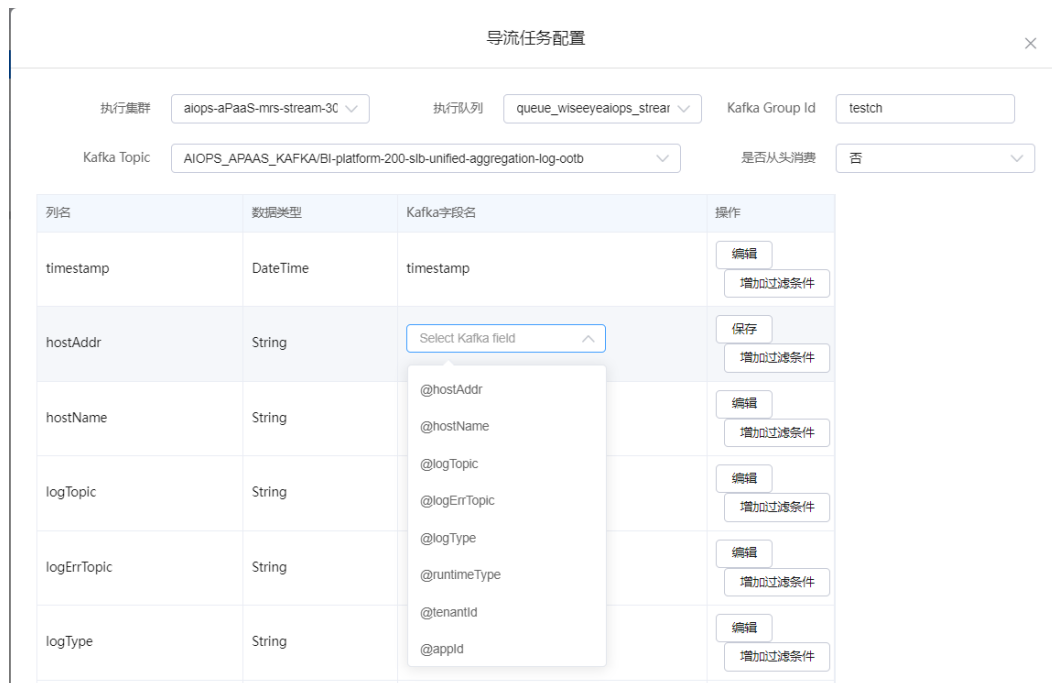 导流任务配置
执行集群 aiops-aPaaS-mrs-stream-30 执行队列 queue_wiseeyeaiops_strear Kafka Group Id testch
Kafka Topic AIOPS_APAAS_KAFKA/BI-platform-200-slb-unified-aggregation-log-ootb 是否从头消费 否
列名 数据类型 Kafka字段名 操作
timestamp DateTime timestamp 编辑
增加过滤条件
hostAddr String Select Kafka field 保存
增加过滤条件
@hostAddr
hostName String @hostName 编辑
增加过滤条件
@logTopic
logTopic String @logErrTopic 编辑
增加过滤条件
@logType
logErrTopic String @runtimeType 编辑
增加过滤条件
@tenantId
logType String @appId 编辑
增加过滤条件